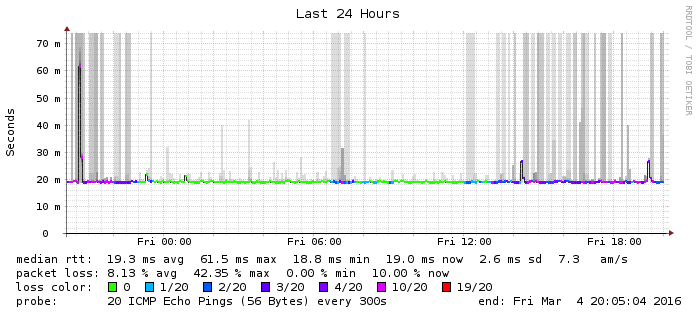 Last 24 Hours
RRDTOOL / TOBI OETIKER
Seconds
70 m
60 m
50 m
40 m
30 m
20 m
10 m
0
Fri 00:00 Fri 06:00 Fri 12:00 Fri 18:00
median rtt: 19.3 ms avg 61.5 ms max 18.8 ms min 19.0 ms now 2.6 ms sd 7.3 am/s
packet loss: 8.13 % avg 42.35 % max 0.00 % min 10.00 % now
loss color: 0 1/20 2/20 3/20 4/20 10/20 19/20
probe: 20 ICMP Echo Pings (56 Bytes) every 300s end: Fri Mar 4 20:05:04 2016